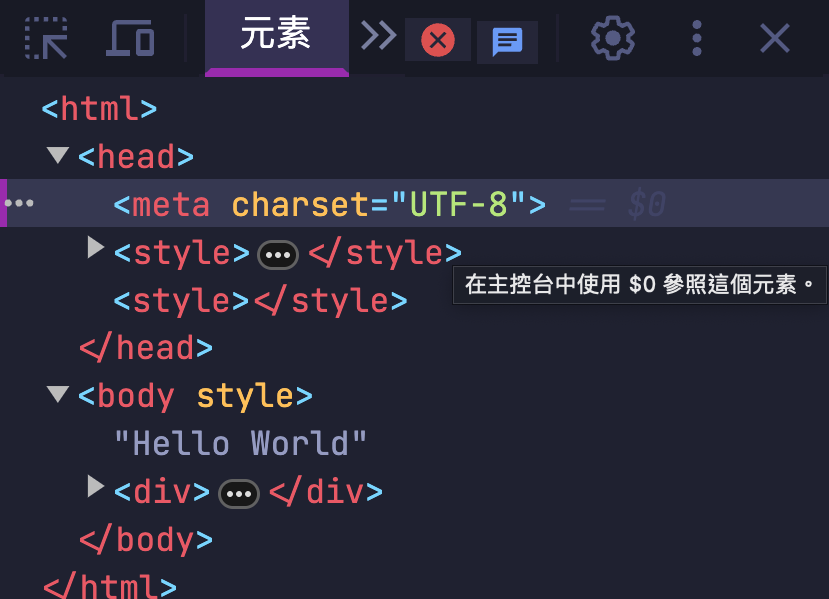 元素
<html>
<head>
<meta charset="UTF-8"> == $0
<style>…</style>
在主控台中使用 $0 參照這個元素。
<style></style>
</head>
<body style>
"Hello World"
<div>…</div>
</body>
</html>